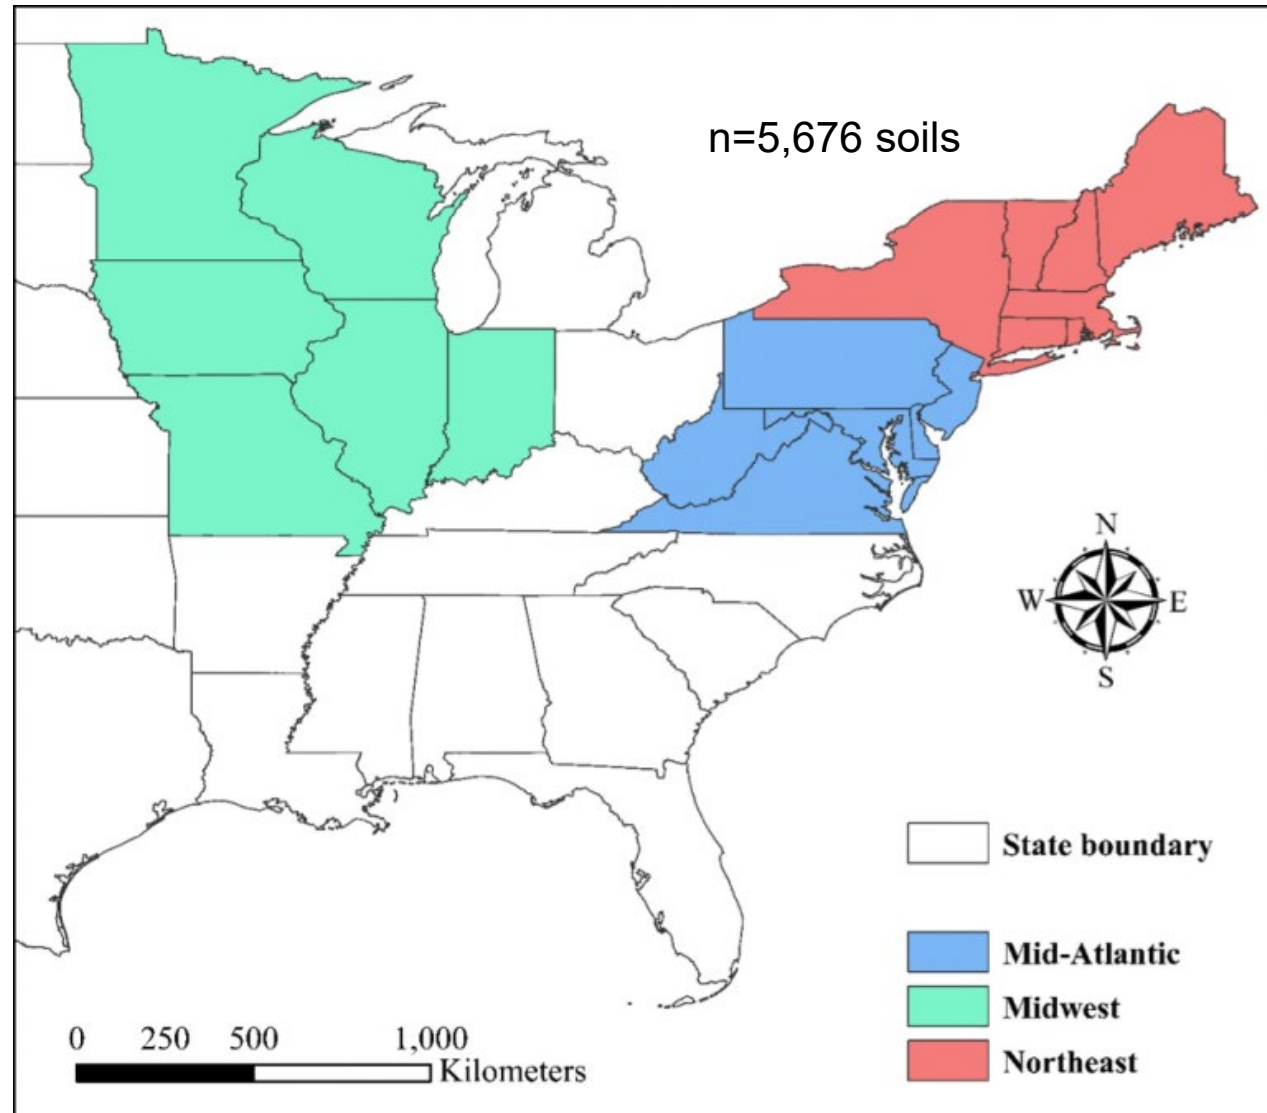 n=5,676 soils
N
W E
S
State boundary
Mid-Atlantic
Midwest
Northeast
0 250 500 1,000
Kilometers